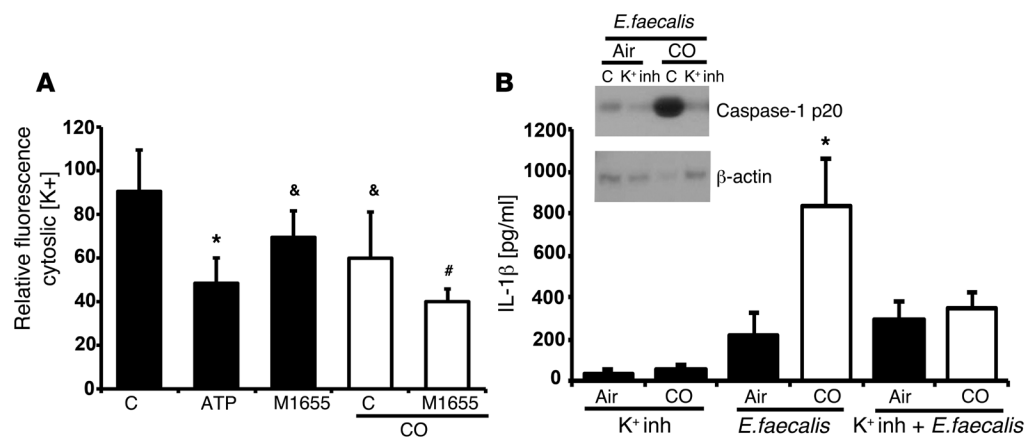 A
Relative fluorescence
cytoslic [K+]
120
100
80
60
40
20
0
*
&
&
#
C
ATP
M1655
C
M1655
CO
B
E.faecalis
Air CO
C K+ inh C K+ inh
Caspase-1 p20
β-actin
IL-1β [pg/ml]
1200
1000
800
600
400
200
0
*
Air CO Air CO Air CO
K+ inh E.faecalis K+ inh + E.faecalis